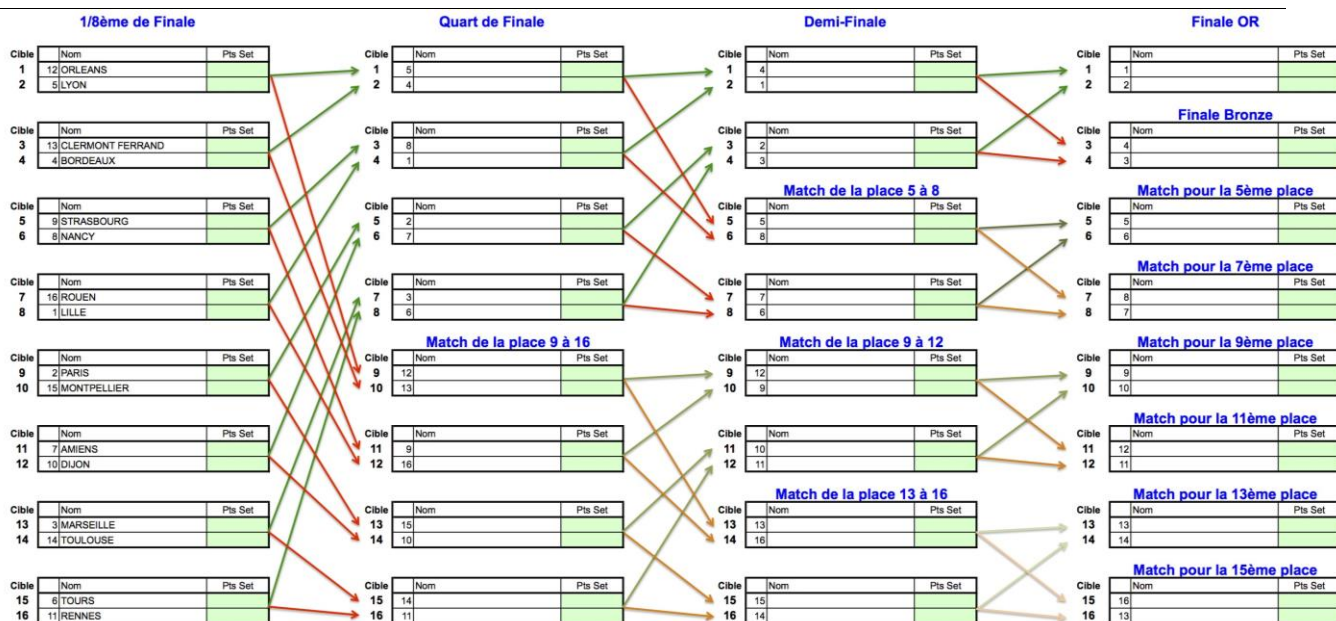 1/8ème de Finale Quart de Finale Demi-Finale Finale OR
Cible Nom Pts Set Cible Nom Pts Set Cible Nom Pts Set Cible Nom Pts Set
1 12 ORLEANS 1 5 1 4 1 1
2 5 LYON 2 4 2 1 2 2
Finale Bronze
Cible Nom Pts Set Cible Nom Pts Set Cible Nom Pts Set Cible Nom Pts Set
3 13 CLERMONT FERRAND 3 8 3 2 3 4
4 4 BORDEAUX 4 1 4 3 4 3
Match de la place 5 à 8 Match pour la 5ème place
Cible Nom Pts Set Cible Nom Pts Set Cible Nom Pts Set Cible Nom Pts Set
5 9 STRASBOURG 5 2 5 5 5 5
6 8 NANCY 6 7 6 8 6 6
Match pour la 7ème place
Cible Nom Pts Set Cible Nom Pts Set Cible Nom Pts Set Cible Nom Pts Set
7 16 ROUEN 7 3 7 7 7 8
8 1 LILLE 8 6 8 6 8 7
Match de la place 9 à 16 Match de la place 9 à 12 Match pour la 9ème place
Cible Nom Pts Set Cible Nom Pts Set Cible Nom Pts Set Cible Nom Pts Set
9 2 PARIS 9 12 9 12 9 9
10 15 MONTPELLIER 10 13 10 9 10 10
Match pour la 11ème place
Cible Nom Pts Set Cible Nom Pts Set Cible Nom Pts Set Cible Nom Pts Set
11 7 AMIENS 11 9 11 10 11 12
12 10 DIJON 12 16 12 11 12 11
Match de la place 13 à 16 Match pour la 13ème place
Cible Nom Pts Set Cible Nom Pts Set Cible Nom Pts Set Cible Nom Pts Set
13 3 MARSEILLE 13 15 13 13 13 13
14 14 TOULOUSE 14 10 14 16 14 14
Match pour la 15ème place
Cible Nom Pts Set Cible Nom Pts Set Cible Nom Pts Set Cible Nom Pts Set
15 6 TOURS 15 14 15 15 15 16
16 11 RENNES 16 11 16 14 16 13